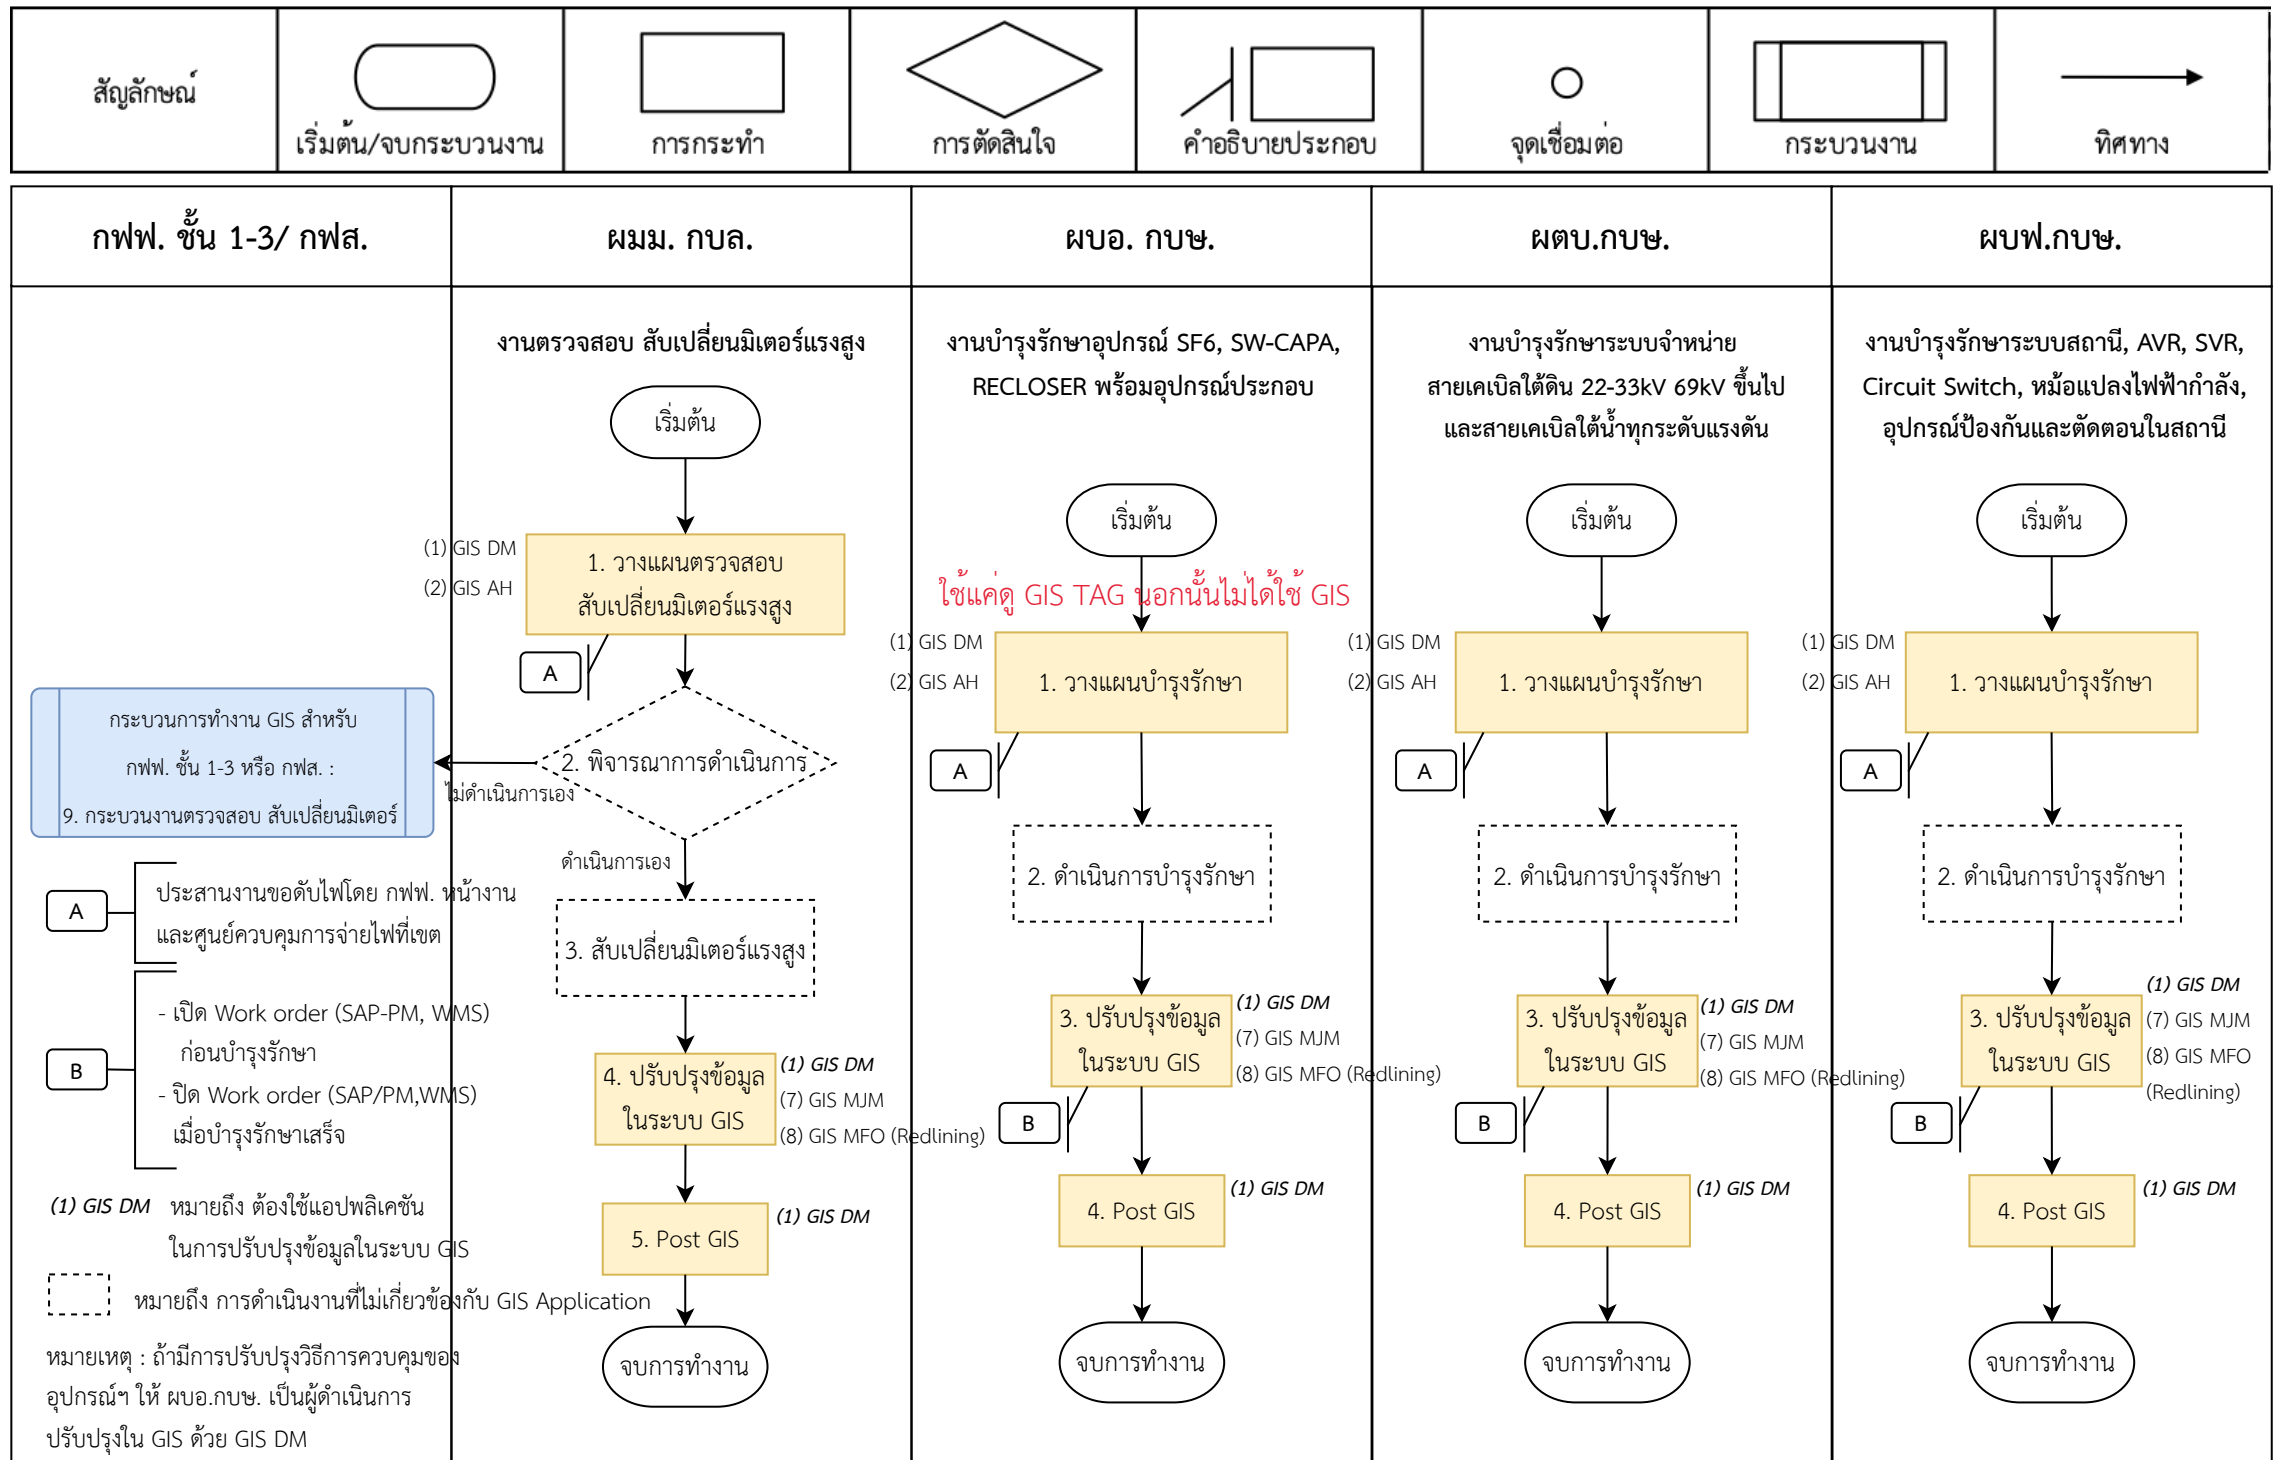 สัญลักษณ์
เริ่มต้น/จบกระบวนงาน
การกระทำ
การตัดสินใจ
คำอธิบายประกอบ
จุดเชื่อมต่อ
กระบวนงาน
ทิศทาง
กฟฟ. ชั้น 1-3/ กฟส.
ผมม. กบล.
ผบอ. กบษ.
ผตบ.กบษ.
ผบฟ.กบษ.
กระบวนการทำงาน GIS สำหรับ
กฟฟ. ชั้น 1-3 หรือ กฟส. :
9. กระบวนงานตรวจสอบ สับเปลี่ยนมิเตอร์
A
ประสานงานขอดับไฟโดย กฟฟ. หน้างาน
และศูนย์ควบคุมการจ่ายไฟที่เขต
B
- เปิด Work order (SAP-PM, WMS)
ก่อนบำรุงรักษา
- ปิด Work order (SAP/PM,WMS)
เมื่อบำรุงรักษาเสร็จ
(1) GIS DM หมายถึง ต้องใช้แอปพลิเคชัน
ในการปรับปรุงข้อมูลในระบบ GIS
หมายถึง การดำเนินงานที่ไม่เกี่ยวข้องกับ GIS Application
หมายเหตุ : ถ้ามีการปรับปรุงวิธีการควบคุมของ
อุปกรณ์ฯ ให้ ผบอ.กบษ. เป็นผู้ดำเนินการ
ปรับปรุงใน GIS ด้วย GIS DM
งานตรวจสอบ สับเปลี่ยนมิเตอร์แรงสูง
เริ่มต้น
(1) GIS DM
(2) GIS AH
1. วางแผนตรวจสอบ
สับเปลี่ยนมิเตอร์แรงสูง
A
2. พิจารณาการดำเนินการ
ไม่ดำเนินการเอง
ดำเนินการเอง
3. สับเปลี่ยนมิเตอร์แรงสูง
4. ปรับปรุงข้อมูล
ในระบบ GIS
(1) GIS DM
(7) GIS MJM
(8) GIS MFO (Redlining)
5. Post GIS
(1) GIS DM
จบการทำงาน
งานบำรุงรักษาอุปกรณ์ SF6, SW-CAPA,
RECLOSER พร้อมอุปกรณ์ประกอบ
เริ่มต้น
ใช้แค่ดู GIS TAG นอกนั้นไม่ได้ใช้ GIS
(1) GIS DM
(2) GIS AH
1. วางแผนบำรุงรักษา
A
2. ดำเนินการบำรุงรักษา
3. ปรับปรุงข้อมูล
ในระบบ GIS
(1) GIS DM
(7) GIS MJM
(8) GIS MFO (Redlining)
B
4. Post GIS
(1) GIS DM
จบการทำงาน
งานบำรุงรักษาระบบจำหน่าย
สายเคเบิลใต้ดิน 22-33kV 69kV ขึ้นไป
และสายเคเบิลใต้น้ำทุกระดับแรงดัน
เริ่มต้น
(1) GIS DM
(2) GIS AH
1. วางแผนบำรุงรักษา
A
2. ดำเนินการบำรุงรักษา
3. ปรับปรุงข้อมูล
ในระบบ GIS
(1) GIS DM
(7) GIS MJM
(8) GIS MFO (Redlining)
B
4. Post GIS
(1) GIS DM
จบการทำงาน
งานบำรุงรักษาระบบสถานี, AVR, SVR,
Circuit Switch, หม้อแปลงไฟฟ้ากำลัง,
อุปกรณ์ป้องกันและตัดตอนในสถานี
เริ่มต้น
(1) GIS DM
(2) GIS AH
1. วางแผนบำรุงรักษา
A
2. ดำเนินการบำรุงรักษา
3. ปรับปรุงข้อมูล
ในระบบ GIS
(1) GIS DM
(7) GIS MJM
(8) GIS MFO
(Redlining)
B
4. Post GIS
(1) GIS DM
จบการทำงาน